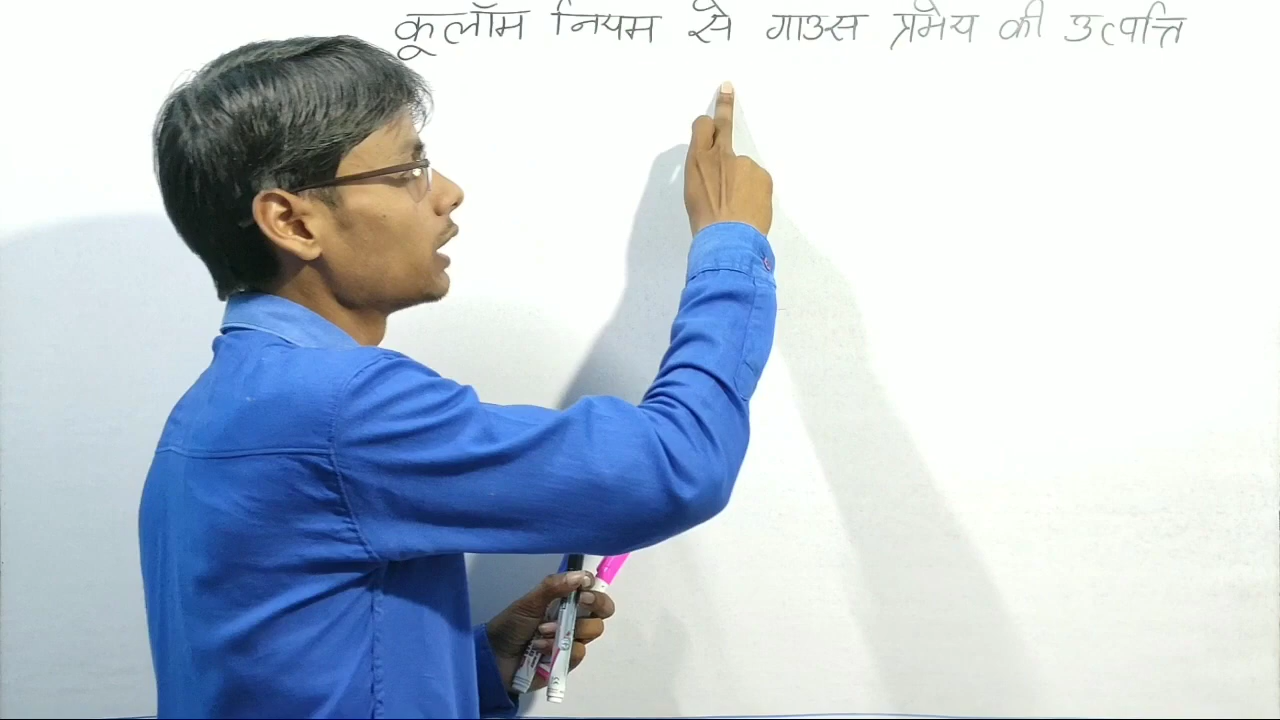 कूलॉम नियम से गाउस प्रमेय की उत्पत्ति